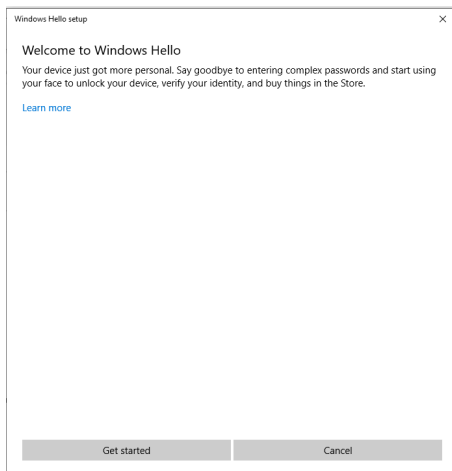 Windows Hello setup
Welcome to Windows Hello
Your device just got more personal. Say goodbye to entering complex passwords and start using
your face to unlock your device, verify your identity, and buy things in the Store.
Learn more
Get started
Cancel